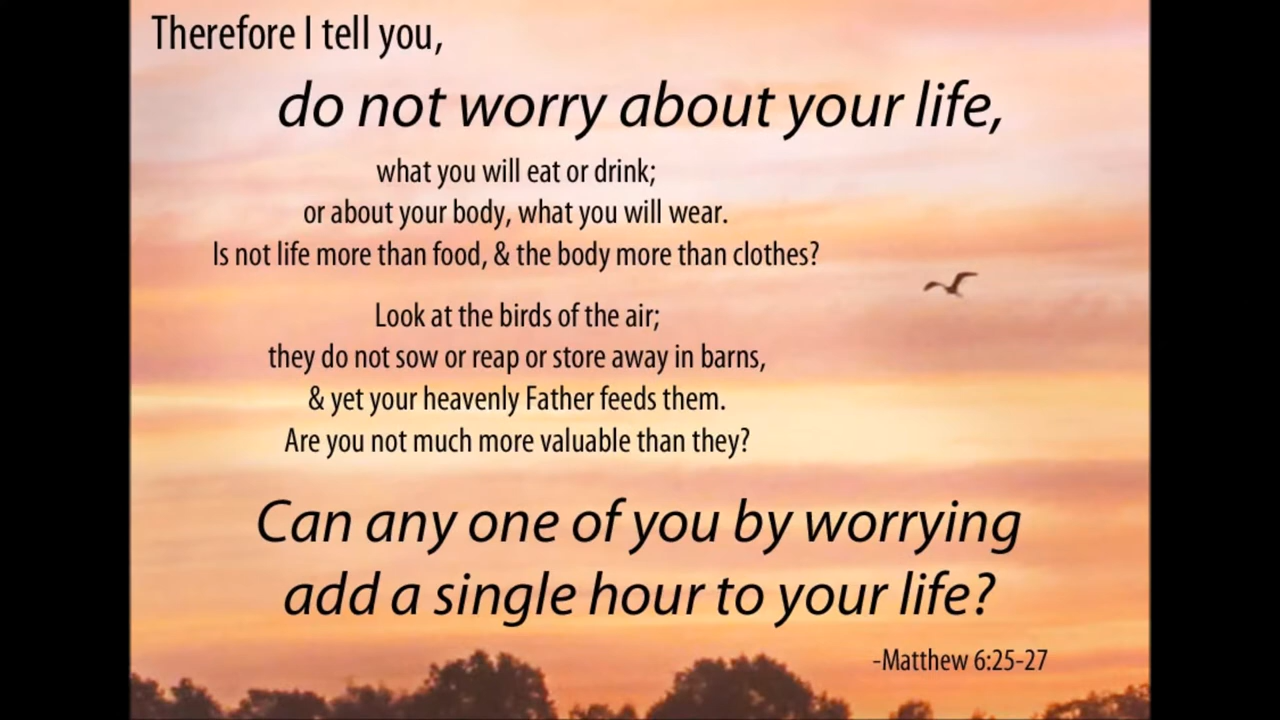 Therefore I tell you,
do not worry about your life,
what you will eat or drink;
or about your body, what you will wear.
Is not life more than food, & the body more than clothes?
Look at the birds of the air;
they do not sow or reap or store away in barns,
& yet your heavenly Father feeds them.
Are you not much more valuable than they?
Can any one of you by worrying
add a single hour to your life?
-Matthew 6:25-27